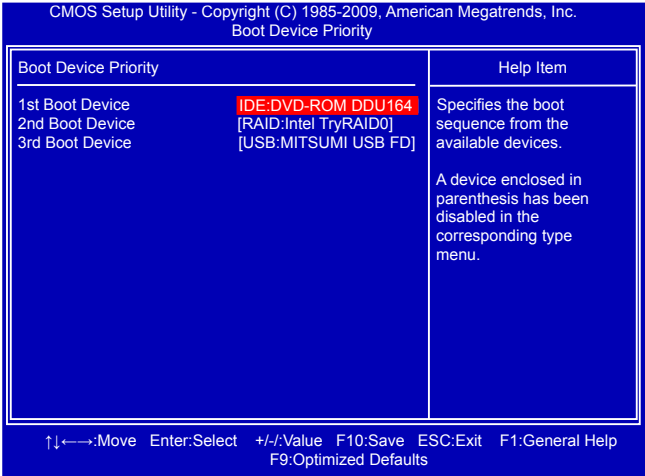 CMOS Setup Utility - Copyright (C) 1985-2009, American Megatrends, Inc.
Boot Device Priority
Boot Device Priority
Help Item
1st Boot Device IDE:DVD-ROM DDU164
2nd Boot Device [RAID:Intel TryRAID0]
3rd Boot Device [USB:MITSUMI USB FD]
Specifies the boot
sequence from the
available devices.
A device enclosed in
parenthesis has been
disabled in the
corresponding type
menu.
↑↓←→:Move Enter:Select +/-/:Value F10:Save ESC:Exit F1:General Help
F9:Optimized Defaults